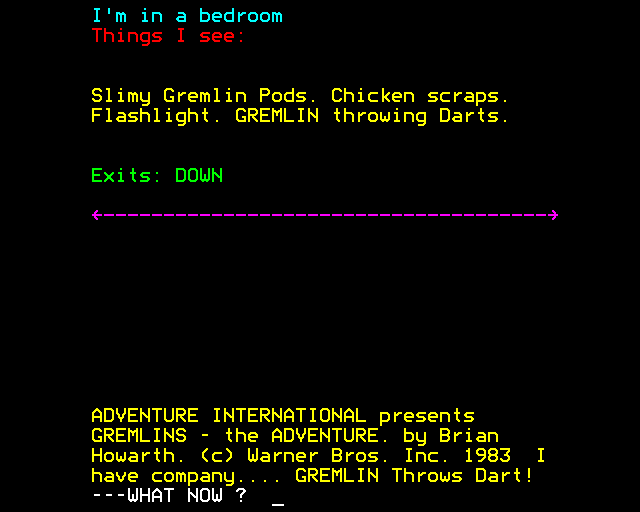 I'm in a bedroom
Things I see:
Slimy Gremlin Pods. Chicken scraps.
Flashlight. GREMLIN throwing Darts.
Exits: DOWN
←--------------------------------------→
ADVENTURE INTERNATIONAL presents
GREMLINS - the ADVENTURE. by Brian
Howarth. (c) Warner Bros. Inc. 1983  I
have company.... GREMLIN Throws Dart!
---WHAT NOW ?  _